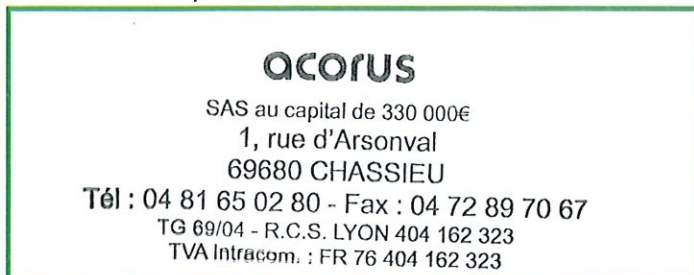 acorus
SAS au capital de 330 000€
1, rue d'Arsonval
69680 CHASSIEU
Tél : 04 81 65 02 80 - Fax : 04 72 89 70 67
TG 69/04 - R.C.S. LYON 404 162 323
TVA Intracom. : FR 76 404 162 323